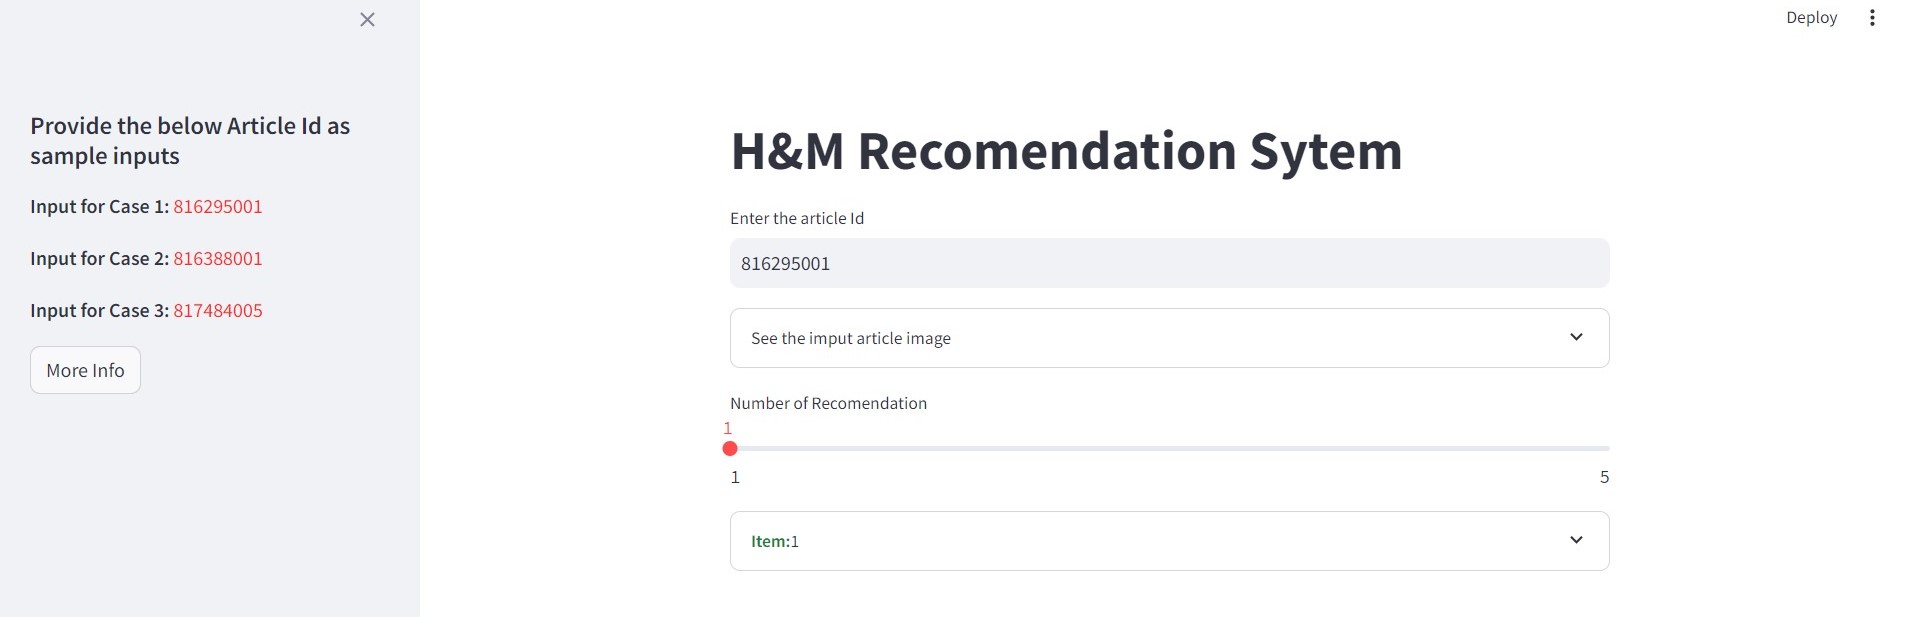 Deploy
Provide the below Article Id as
sample inputs
Input for Case 1: 816295001
Input for Case 2: 816388001
Input for Case 3: 817484005
More Info
H&M Recomendation Sytem
Enter the article Id
816295001
See the imput article image
Number of Recomendation
1
1
5
Item:1